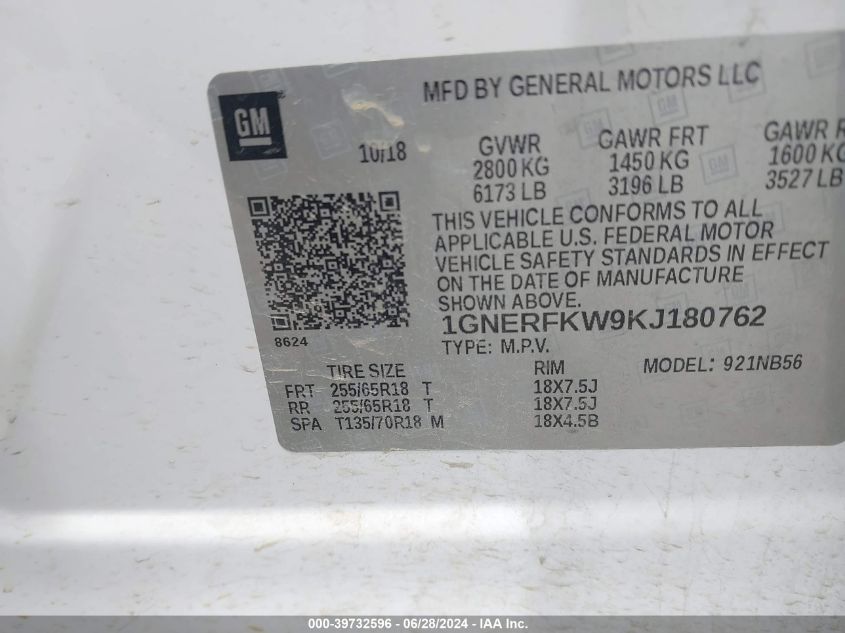 MFD BY GENERAL MOTORS LLC
GM
10/18
GVWR GAWR FRT GAWR R
2800 KG 1450 KG 1600 KG
6173 LB 3196 LB 3527 LB
THIS VEHICLE CONFORMS TO ALL
APPLICABLE U.S. FEDERAL MOTOR
VEHICLE SAFETY STANDARDS IN EFFECT
ON THE DATE OF MANUFACTURE
SHOWN ABOVE.
8624
1GNERFKW9KJ180762
TYPE: M.P.V. MODEL: 921NB56
TIRE SIZE RIM
FRT 255/65R18 T 18X7.5J
RR 255/65R18 T 18X7.5J
SPA T135/70R18 M 18X4.5B
000-39732596 - 06/28/2024 - IAA Inc.